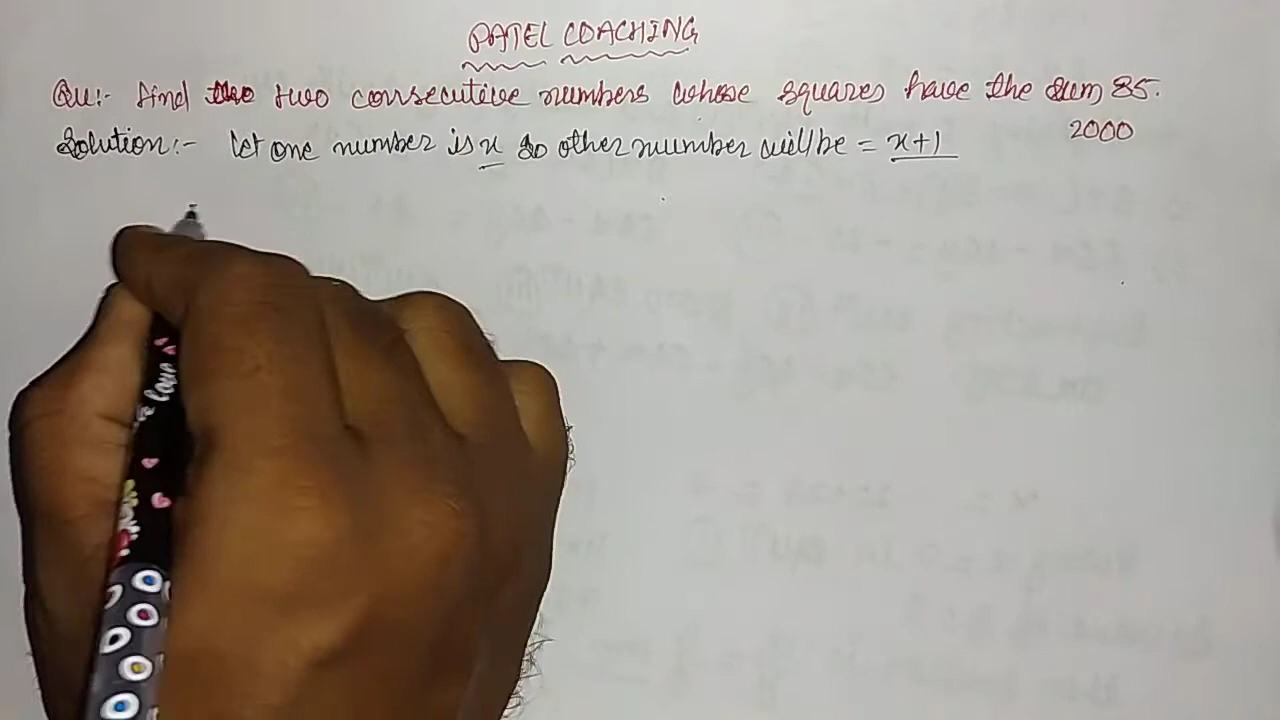 PATEL COACHING
Qu:- find two two consecutive numbers whose squares have the sum 85.
2000
Solution:- let one number is x so other number will be = x+1